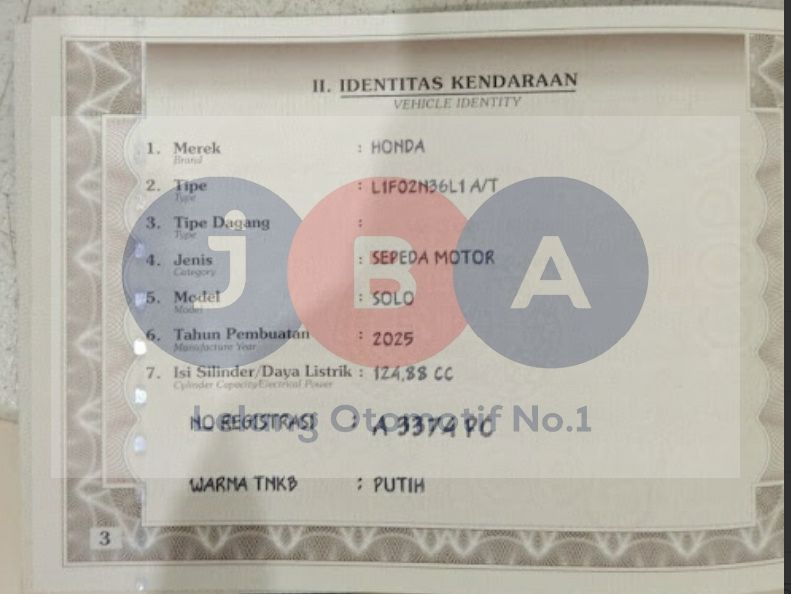 II. IDENTITAS KENDARAAN
VEHICLE IDENTITY
1. Merek : HONDA
Brand
2. Tipe : L1F02N36L1 A/T
Type
3. Tipe Dagang :
Type
4. Jenis : SEPEDA MOTOR
Category
5. Model : SOLO
Model
6. Tahun Pembuatan : 2025
Manufacture Year
7. Isi Silinder/Daya Listrik : 124,88 CC
Cylinder Capacity/Electrical Power
JBA
Lelang Otomotif No.1
NO REGISTRASI :
WARNA TNKB : PUTIH
3